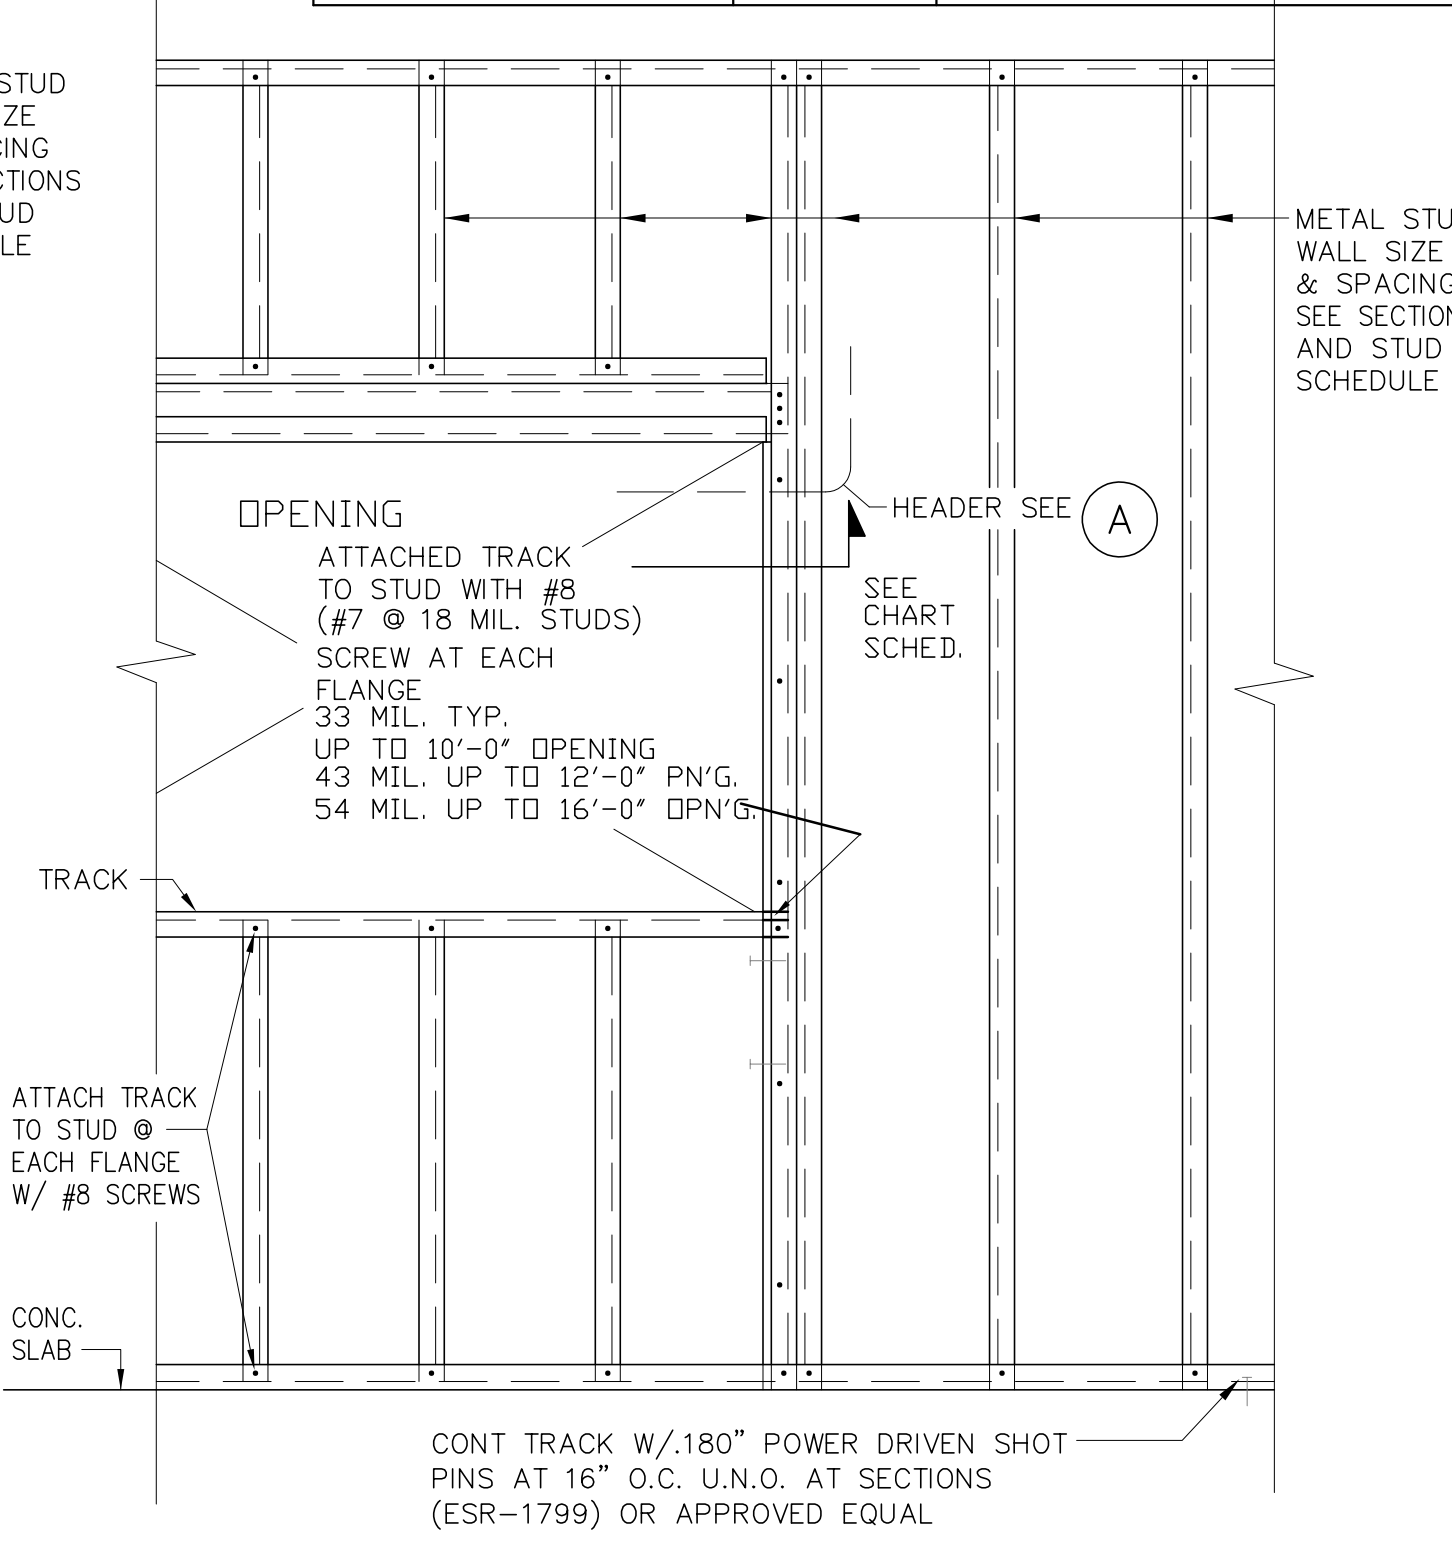 STUD
ZE
CING
CTIONS
UD
LE
METAL STU
WALL SIZE
& SPACING
SEE SECTION
AND STUD
SCHEDULE
OPENING
ATTACHED TRACK
TO STUD WITH #8
(#7 @ 18 MIL. STUDS)
SCREW AT EACH
FLANGE
33 MIL. TYP.
UP TO 10'-0" OPENING
43 MIL. UP TO 12'-0" PN'G.
54 MIL. UP TO 16'-0" OPN'G.
HEADER SEE A
SEE
CHART
SCHED.
TRACK
ATTACH TRACK
TO STUD @
EACH FLANGE
W/ #8 SCREWS
CONC.
SLAB
CONT TRACK W/.180" POWER DRIVEN SHOT
PINS AT 16" O.C. U.N.O. AT SECTIONS
(ESR-1799) OR APPROVED EQUAL